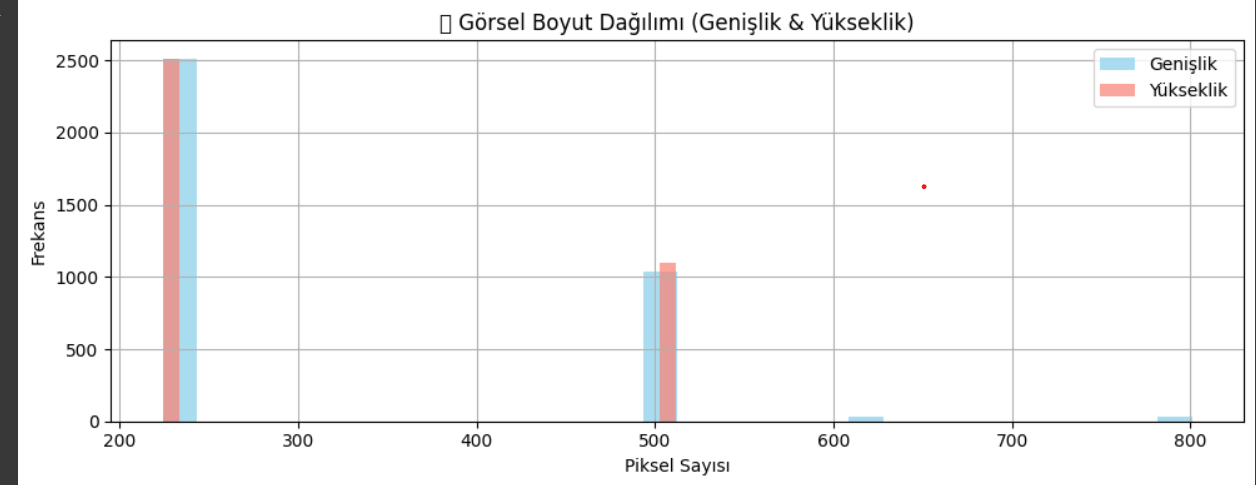 ▯ Görsel Boyut Dağılımı (Genişlik & Yükseklik)
Genişlik
Yükseklik
Frekans
2500
2000
1500
1000
500
0
200 300 400 500 600 700 800
Piksel Sayısı